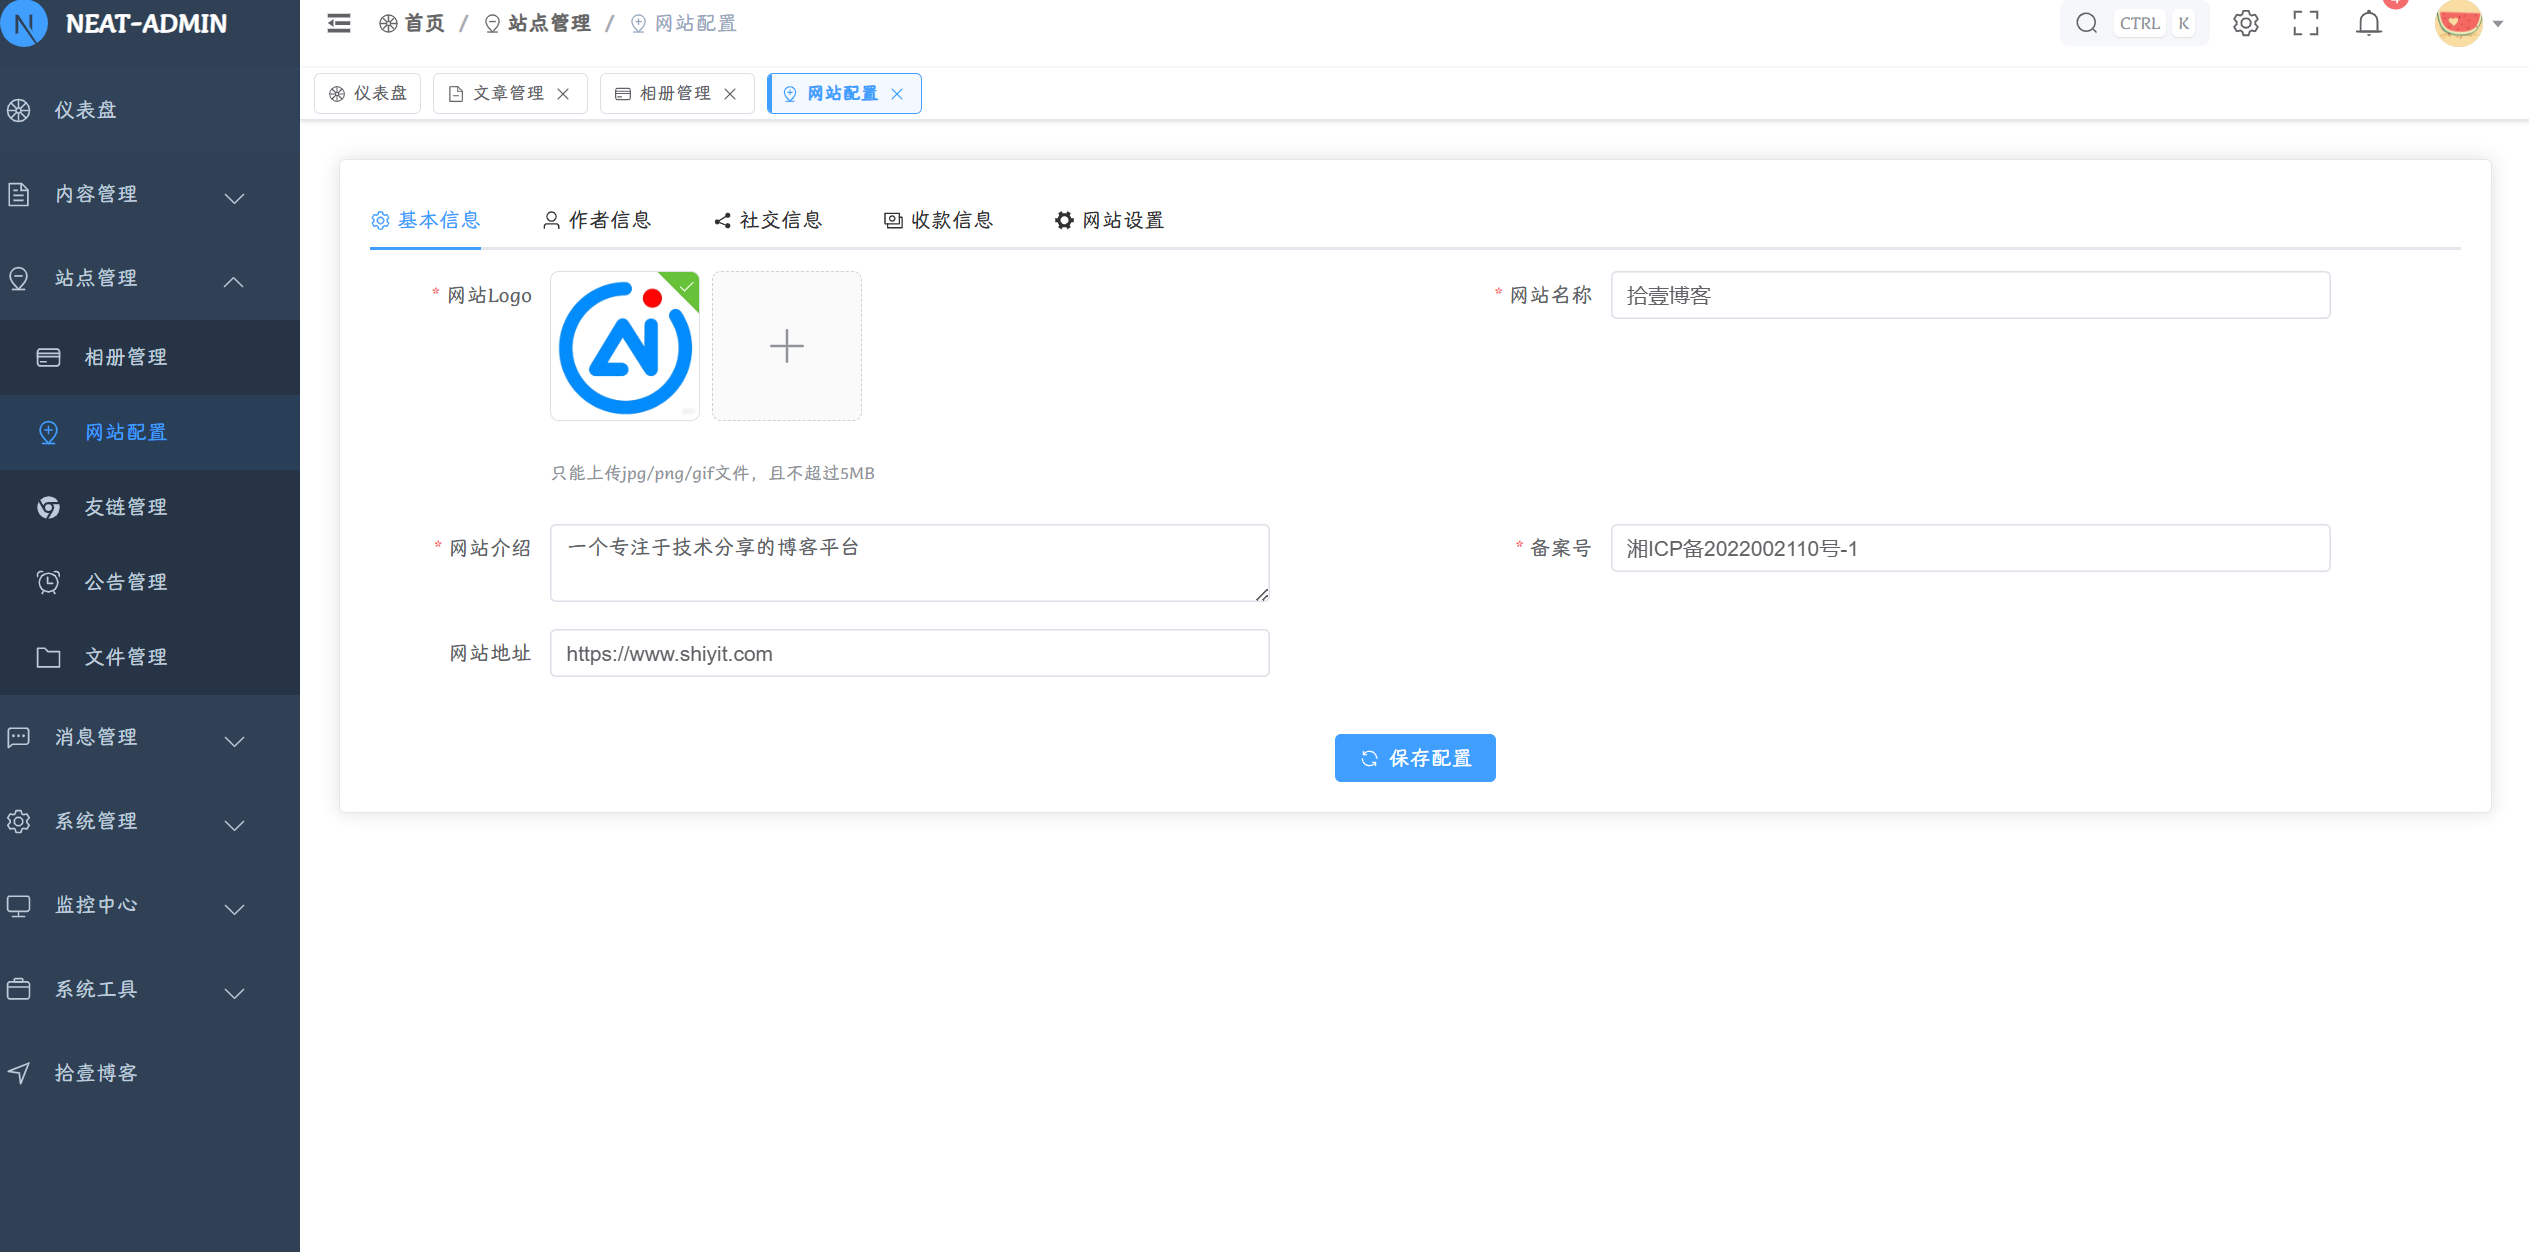 NEAT-ADMIN
首页 / 站点管理 / 网站配置
CTRL K
仪表盘
文章管理
相册管理
网站配置
仪表盘
内容管理
站点管理
相册管理
网站配置
友链管理
公告管理
文件管理
消息管理
系统管理
监控中心
系统工具
拾壹博客
基本信息
作者信息
社交信息
收款信息
网站设置
* 网站Logo
* 网站名称
拾壹博客
只能上传jpg/png/gif文件，且不超过5MB
* 网站介绍
一个专注于技术分享的博客平台
* 备案号
湘ICP备2022002110号-1
网站地址
https://www.shiyit.com
保存配置